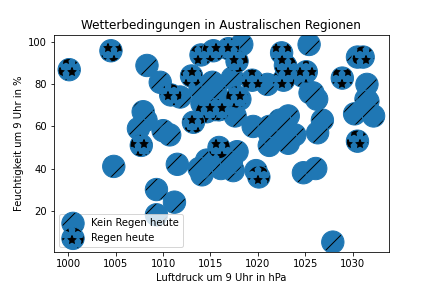 Wetterbedingungen in Australischen Regionen
Feuchtigkeit um 9 Uhr in %
100
80
60
40
20
Kein Regen heute
Regen heute
1000 1005 1010 1015 1020 1025 1030
Luftdruck um 9 Uhr in hPa